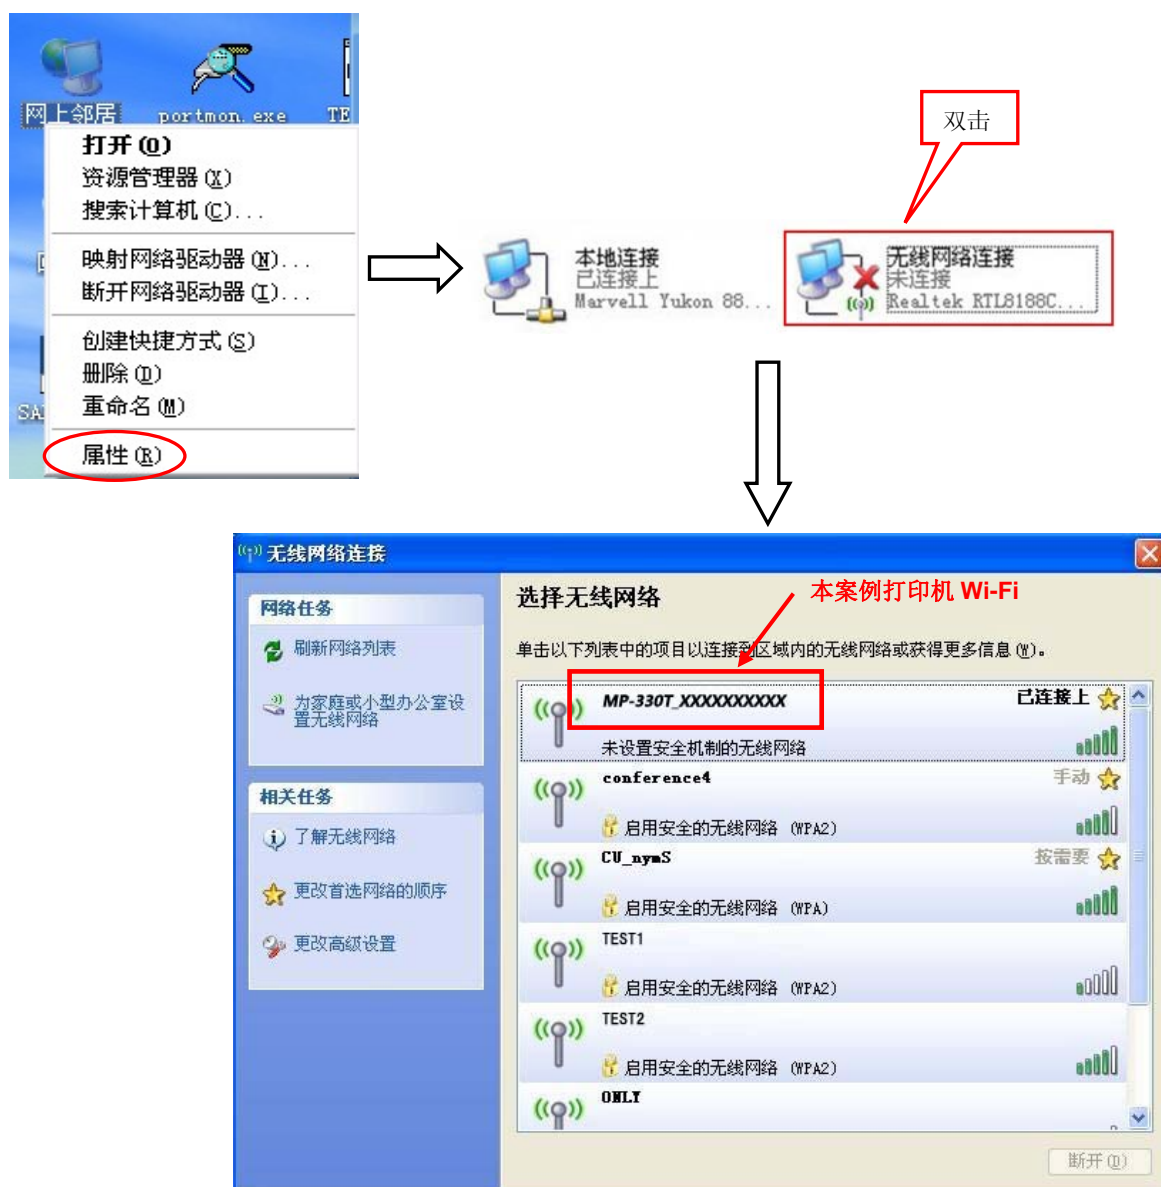 网上邻居
portmon.exe
TE
打开(O)
资源管理器(X)
搜索计算机(C)...
映射网络驱动器(N)...
断开网络驱动器(I)...
创建快捷方式(S)
删除(D)
重命名(M)
SA
属性(R)
双击
本地连接
已连接上
Marvell Yukon 88...
无线网络连接
未连接
Realtek RTL8188C...
无线网络连接
网络任务
刷新网络列表
为家庭或小型办公室设
置无线网络
相关任务
了解无线网络
更改首选网络的顺序
更改高级设置
选择无线网络
本案例打印机 Wi-Fi
单击以下列表中的项目以连接到区域内的无线网络或获得更多信息(W)。
MP-330T_XXXXXXXXXX
已连接上
未设置安全机制的无线网络
conference4
手动
启用安全的无线网络 (WPA2)
CU_nymS
按需要
启用安全的无线网络 (WPA)
TEST1
启用安全的无线网络 (WPA2)
TEST2
启用安全的无线网络 (WPA2)
ONLY
断开(D)